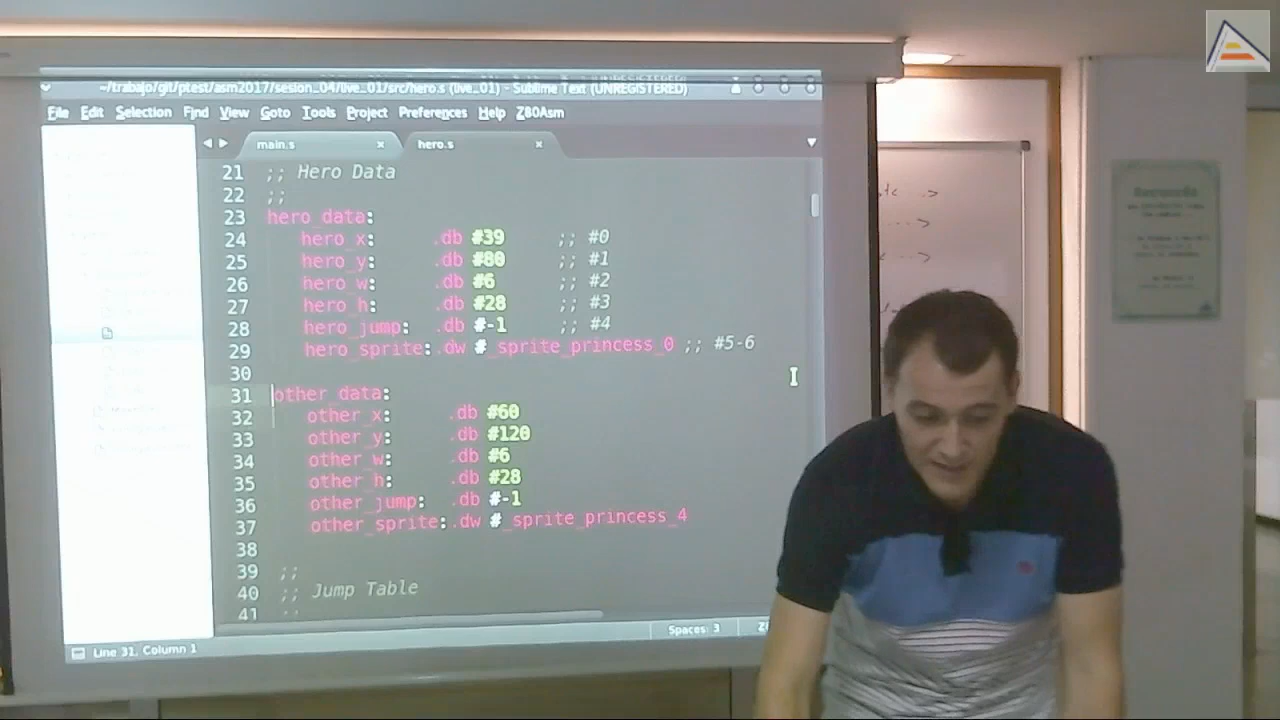 ~/trabajo/git/ptest/asm2017/sesion_04/live_01/src/hero.s (live_01) - Sublime Text (UNREGISTERED)
File Edit Selection Find View Goto Tools Project Preferences Help Z80Asm
main.s × hero.s ×
21 ;; Hero Data
22 ;;
23 hero_data:
24 hero_x: .db #39 ;; #0
25 hero_y: .db #80 ;; #1
26 hero_w: .db #6 ;; #2
27 hero_h: .db #28 ;; #3
28 hero_jump: .db #-1 ;; #4
29 hero_sprite: .dw #_sprite_princess_0 ;; #5-6
30
31 other_data:
32 other_x: .db #60
33 other_y: .db #120
34 other_w: .db #6
35 other_h: .db #28
36 other_jump: .db #-1
37 other_sprite: .dw #_sprite_princess_4
38
39 ;;
40 ;; Jump Table
41 ;;
Line 31, Column 1 Spaces: 3